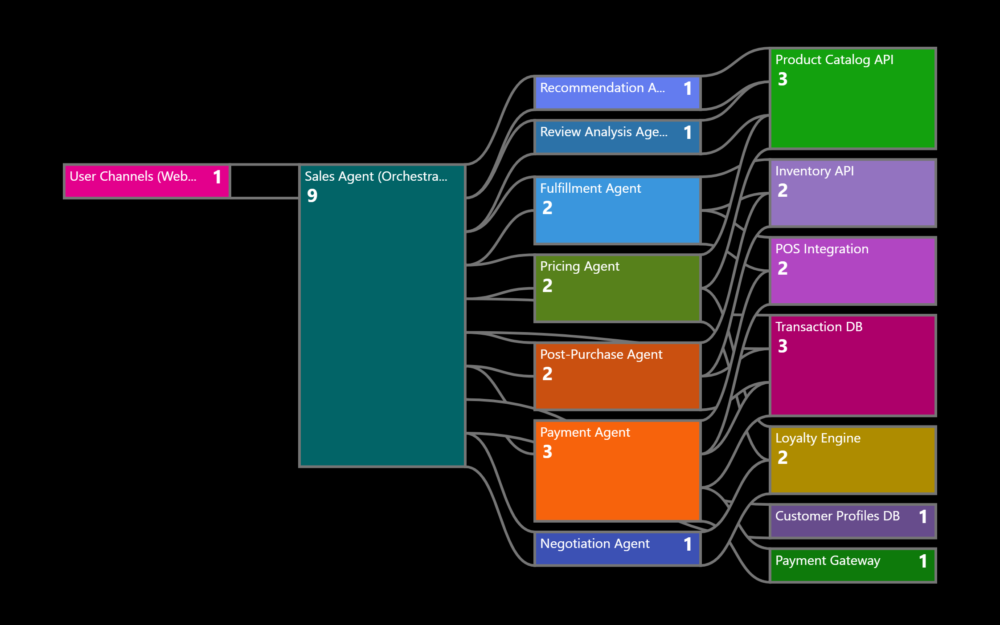 User Channels (Web...
1
Sales Agent (Orchestra...
9
Recommendation A...
1
Review Analysis Age...
1
Fulfillment Agent
2
Pricing Agent
2
Post-Purchase Agent
2
Payment Agent
3
Negotiation Agent
1
Product Catalog API
3
Inventory API
2
POS Integration
2
Transaction DB
3
Loyalty Engine
2
Customer Profiles DB
1
Payment Gateway
1